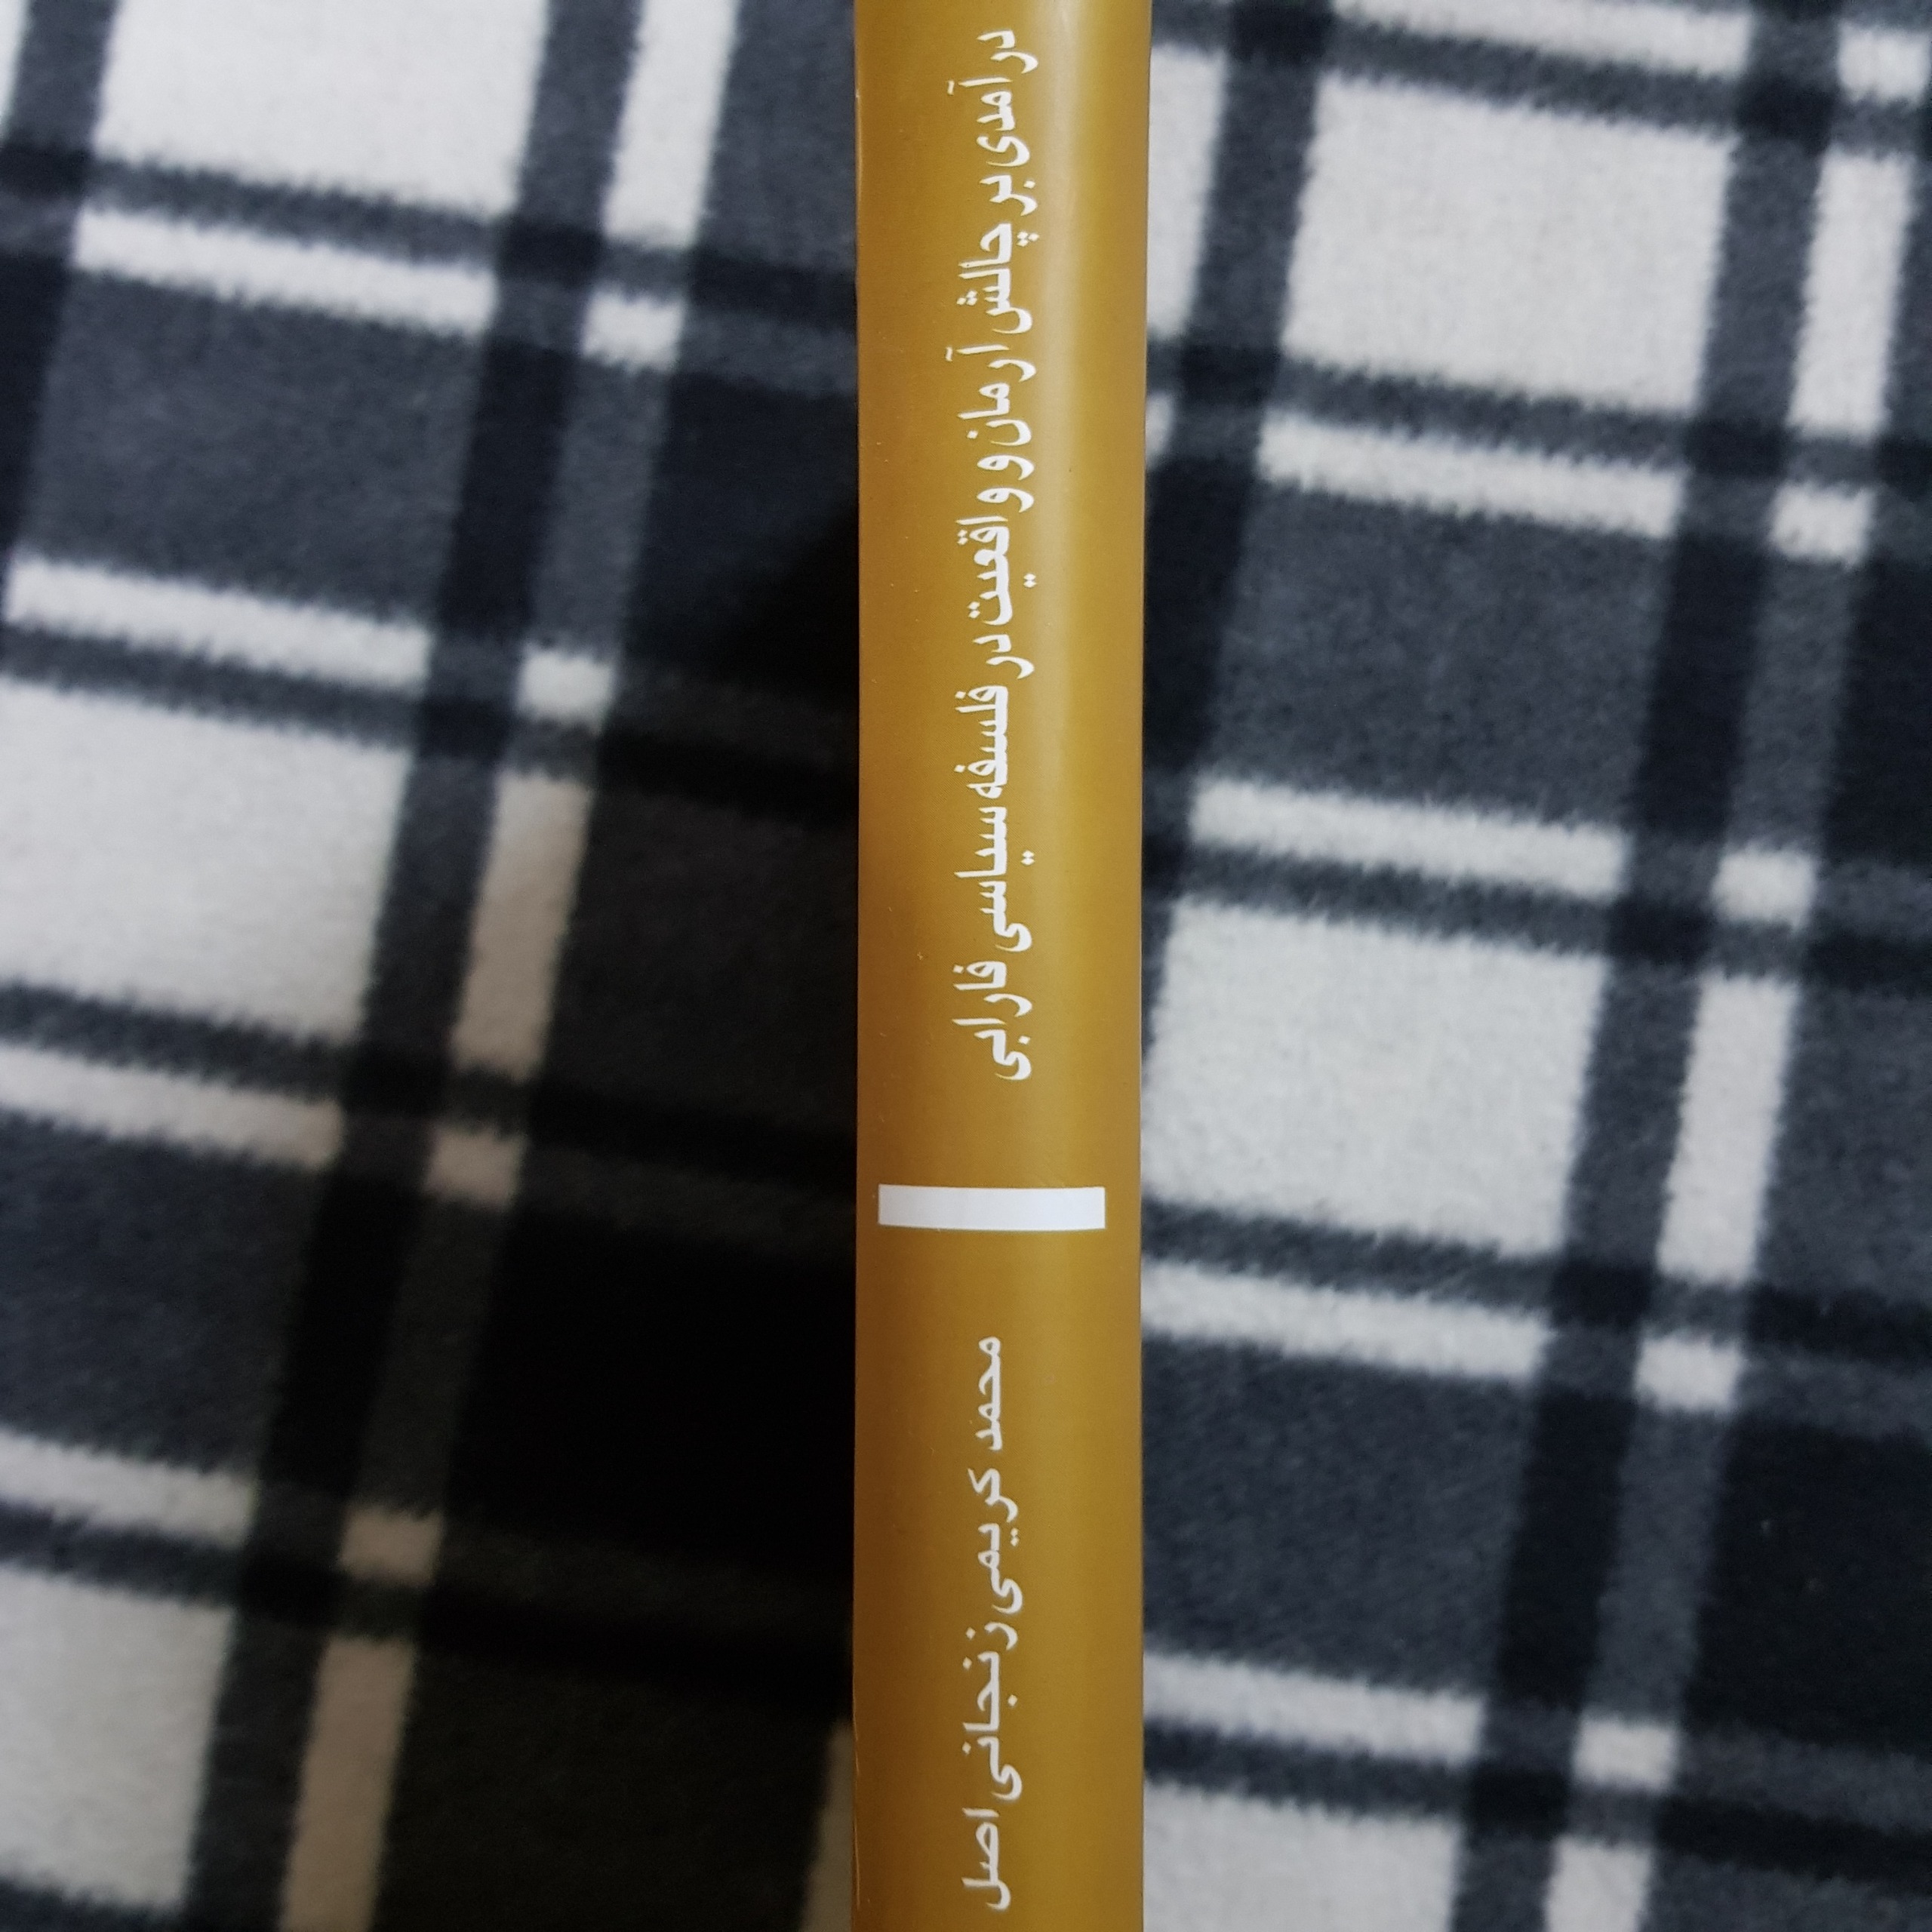 درآمدی بر چالش آرمان و واقعیت در فلسفه سیاسی فارابی
محمد کریمی زنجانی اصل